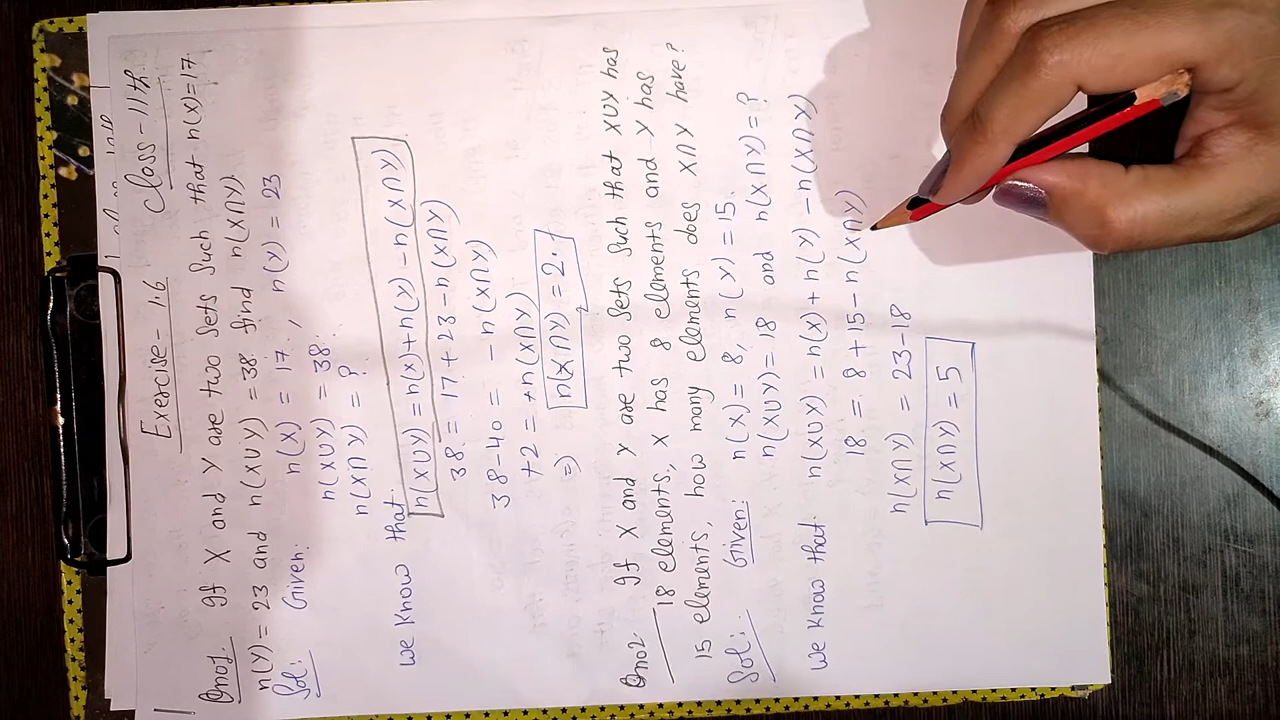 Exercise - 1.6 Class - 11th.
Qno1. If X and Y are two sets such that n(X)=17
n(Y) = 23 and n(X∪Y) = 38 find n(X∩Y).
Sol: Given: n(X) = 17, n(Y) = 23
n(X∪Y) = 38.
n(X∩Y) = ?
we know that.
n(X∪Y) = n(X)+n(Y) - n(X∩Y)
38 = 17 + 23 - n(X∩Y)
38-40 = - n(X∩Y)
+2 = +n(X∩Y)
=) n(X∩Y) = 2.
Qno2. If X and Y are two sets such that X∪Y has
18 elements, X has 8 elements and Y has
15 elements, how many elements does X∩Y have?
Sol:. Given: n(X) = 8, n(Y) = 15.
n(X∪Y) = 18 and n(X∩Y) = ?
we know that. n(X∪Y) = n(X) + n(Y) - n(X∩Y)
18 = 8 + 15 - n(X∩Y)
n(X∩Y) = 23-18
n(X∩Y) = 5